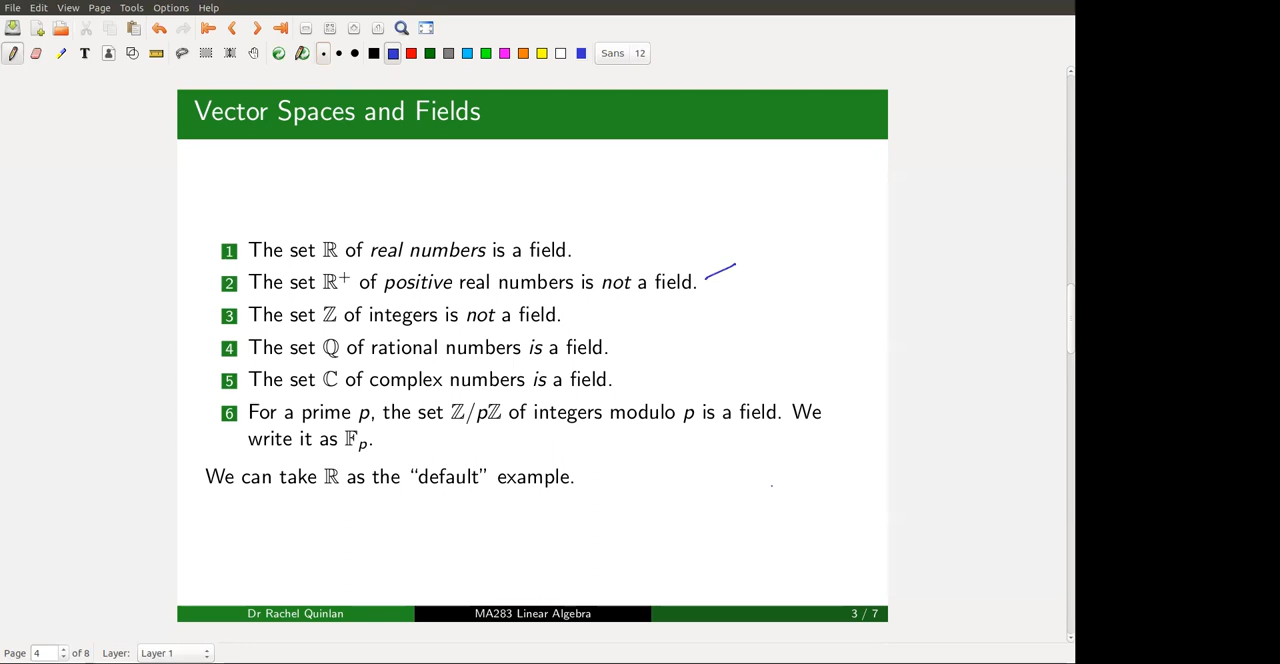 File Edit View Page Tools Options Help
T Sans 12
Vector Spaces and Fields
1 The set ℝ of real numbers is a field.
2 The set ℝ⁺ of positive real numbers is not a field.
3 The set ℤ of integers is not a field.
4 The set ℚ of rational numbers is a field.
5 The set ℂ of complex numbers is a field.
6 For a prime p, the set ℤ/pℤ of integers modulo p is a field. We
write it as 𝔽ₚ.
We can take ℝ as the “default” example.
Dr Rachel Quinlan MA283 Linear Algebra 3 / 7
Page 4 of 8 Layer: Layer 1